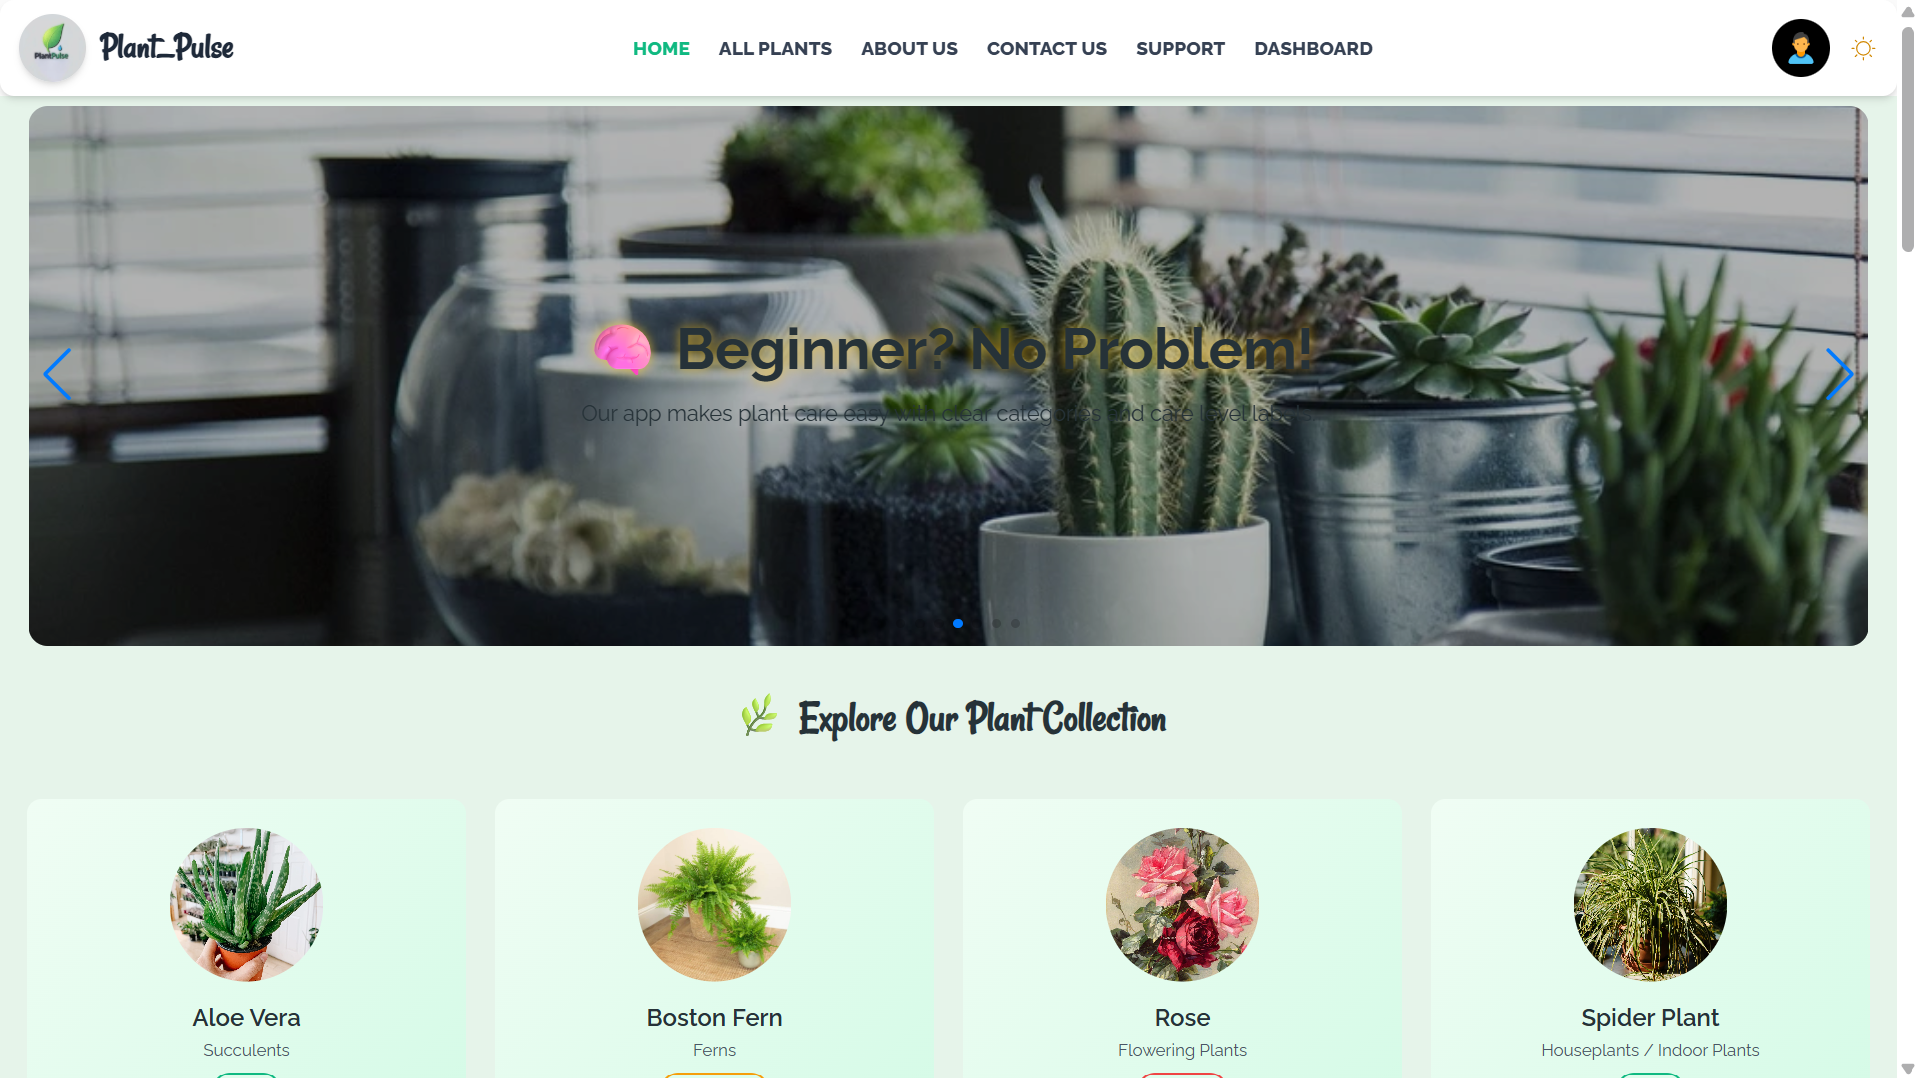 PlantPulse
Plant_Pulse
HOME
ALL PLANTS
ABOUT US
CONTACT US
SUPPORT
DASHBOARD
🧠 Beginner? No Problem!
Our app makes plant care easy with clear categories and care level labels.
🌿 Explore Our Plant Collection
Aloe Vera
Succulents
Boston Fern
Ferns
Rose
Flowering Plants
Spider Plant
Houseplants / Indoor Plants